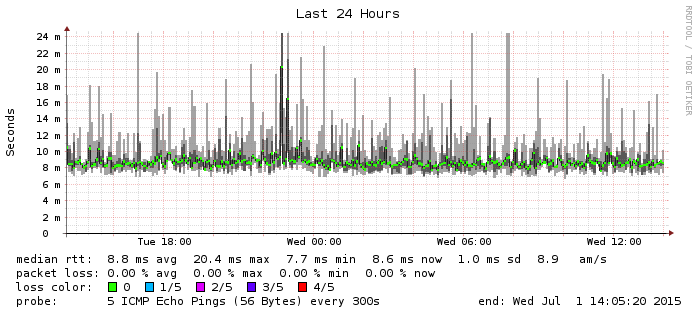 Last 24 Hours
RRDTOOL / TOBI OETIKER
Seconds
24 m
22 m
20 m
18 m
16 m
14 m
12 m
10 m
8 m
6 m
4 m
2 m
0
Tue 18:00 Wed 00:00 Wed 06:00 Wed 12:00
median rtt: 8.8 ms avg 20.4 ms max 7.7 ms min 8.6 ms now 1.0 ms sd 8.9 am/s
packet loss: 0.00 % avg 0.00 % max 0.00 % min 0.00 % now
loss color: 0 1/5 2/5 3/5 4/5
probe: 5 ICMP Echo Pings (56 Bytes) every 300s end: Wed Jul 1 14:05:20 2015